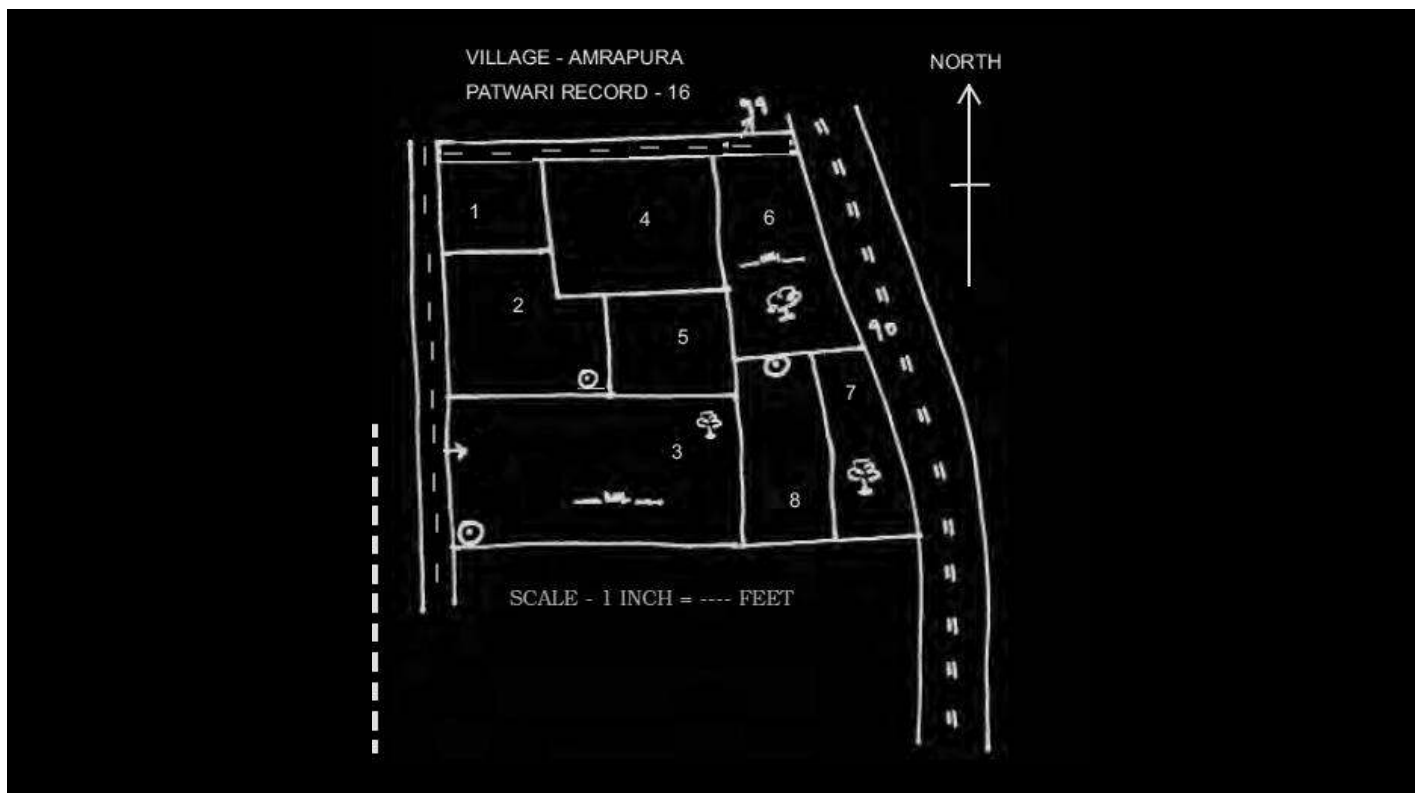 VILLAGE - AMRAPURA
NORTH
PATWARI RECORD - 16
1
4
6
2
90
5
7
3
8
SCALE - 1 INCH = ---- FEET